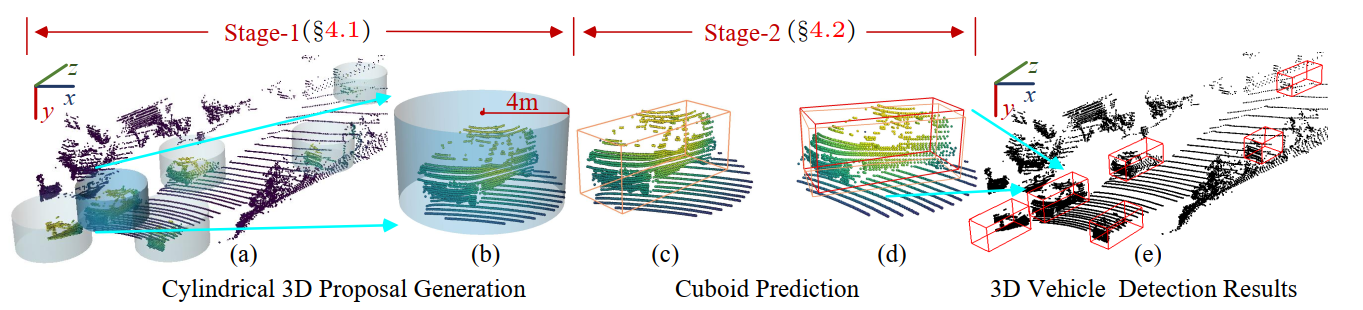 Stage-1(§4.1)
Stage-2 (§4.2)
z
x
y
4m
z
x
y
(a)
(b)
(c)
(d)
(e)
Cylindrical 3D Proposal Generation
Cuboid Prediction
3D Vehicle Detection Results